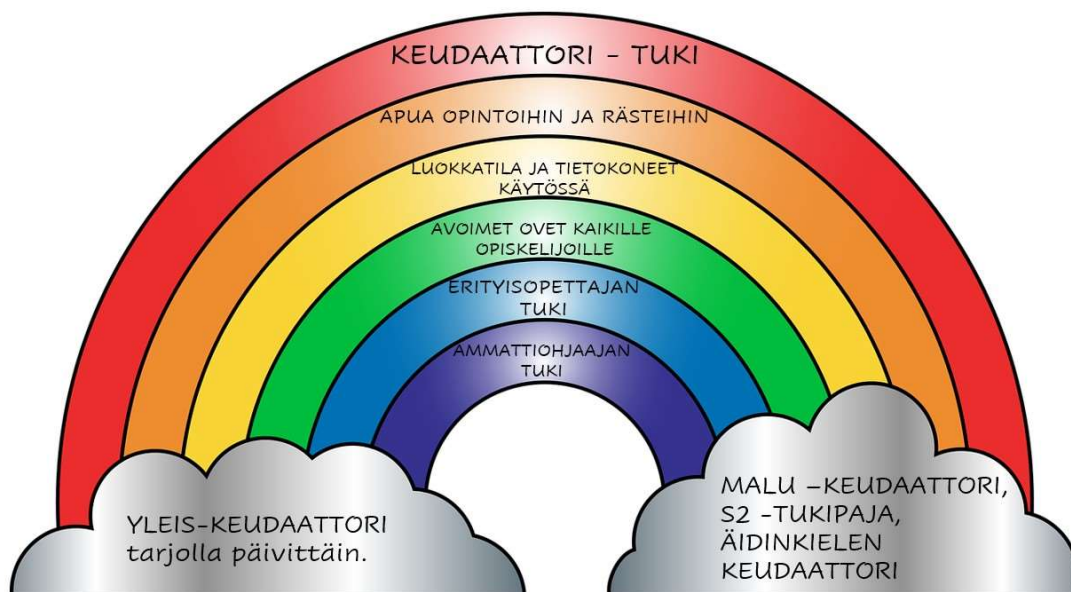 KEUDAATTORI - TUKI
APUA OPINTOIHIN JA RÄSTEIHIN
LUOKKATILA JA TIETOKONEET
KÄYTÖSSÄ
AVOIMET OVET KAIKILLE
OPISKELIJOILLE
ERITYISOPETTAJAN
TUKI
AMMATTIOHJAAJAN
TUKI
YLEIS-KEUDAATTORI
tarjolla päivittäin.
MALU –KEUDAATTORI,
S2 -TUKIPAJA,
ÄIDINKIELEN
KEUDAATTORI